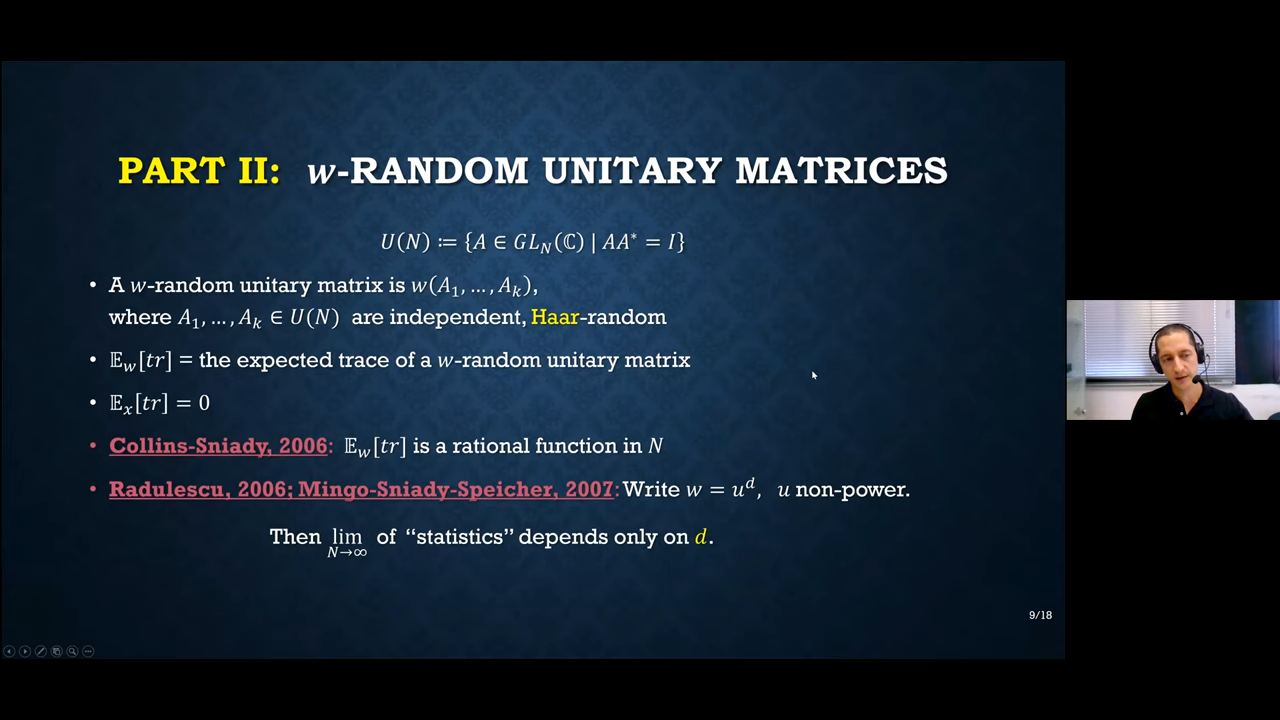 PART II: w-RANDOM UNITARY MATRICES
U(N) ≔ {A ∈ GL_N(ℂ) | AA* = I}
• A w-random unitary matrix is w(A_1, …, A_k),
where A_1, …, A_k ∈ U(N) are independent, Haar-random
• 𝔼_w[tr] = the expected trace of a w-random unitary matrix
• 𝔼_x[tr] = 0
• Collins-Sniady, 2006: 𝔼_w[tr] is a rational function in N
• Radulescu, 2006; Mingo-Sniady-Speicher, 2007: Write w = u^d, u non-power.
Then lim_{N→∞} of “statistics” depends only on d.
9/18